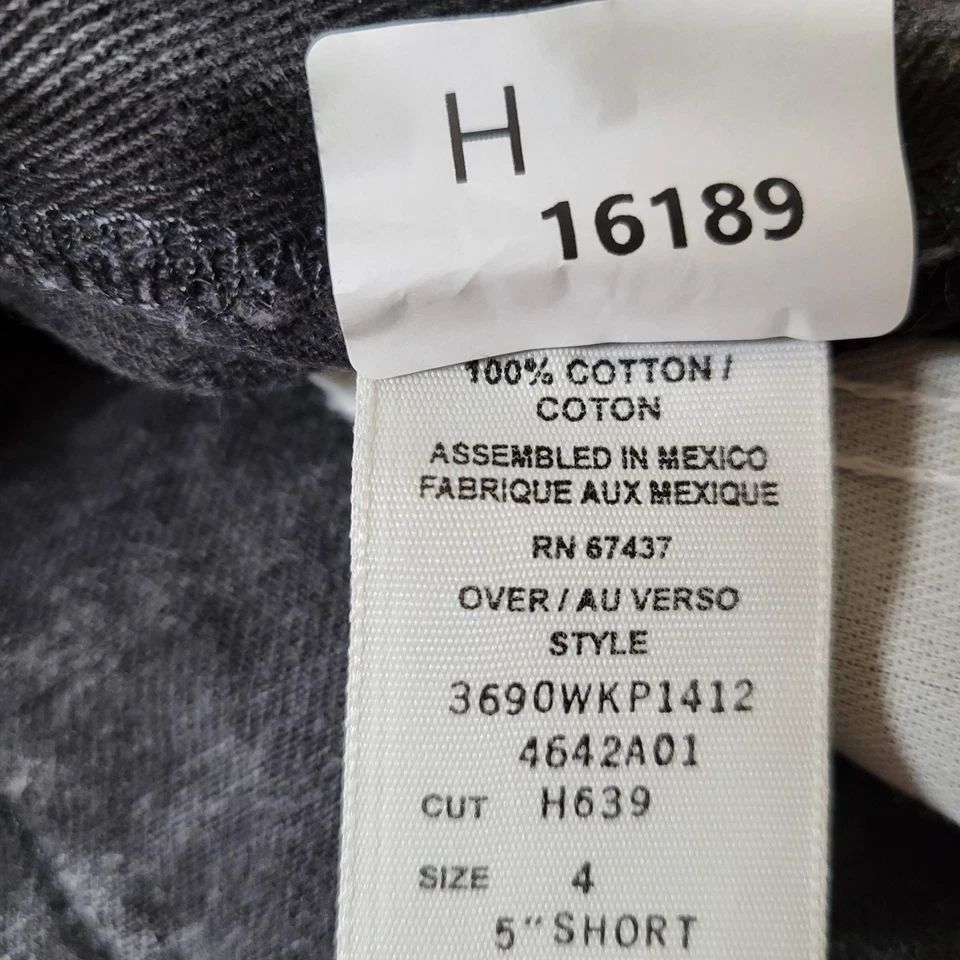 H
16189
100% COTTON /
COTON
ASSEMBLED IN MEXICO
FABRIQUE AUX MEXIQUE
RN 67437
OVER / AU VERSO
STYLE
3690WKP1412
4642A01
CUT H639
SIZE 4
5" SHORT